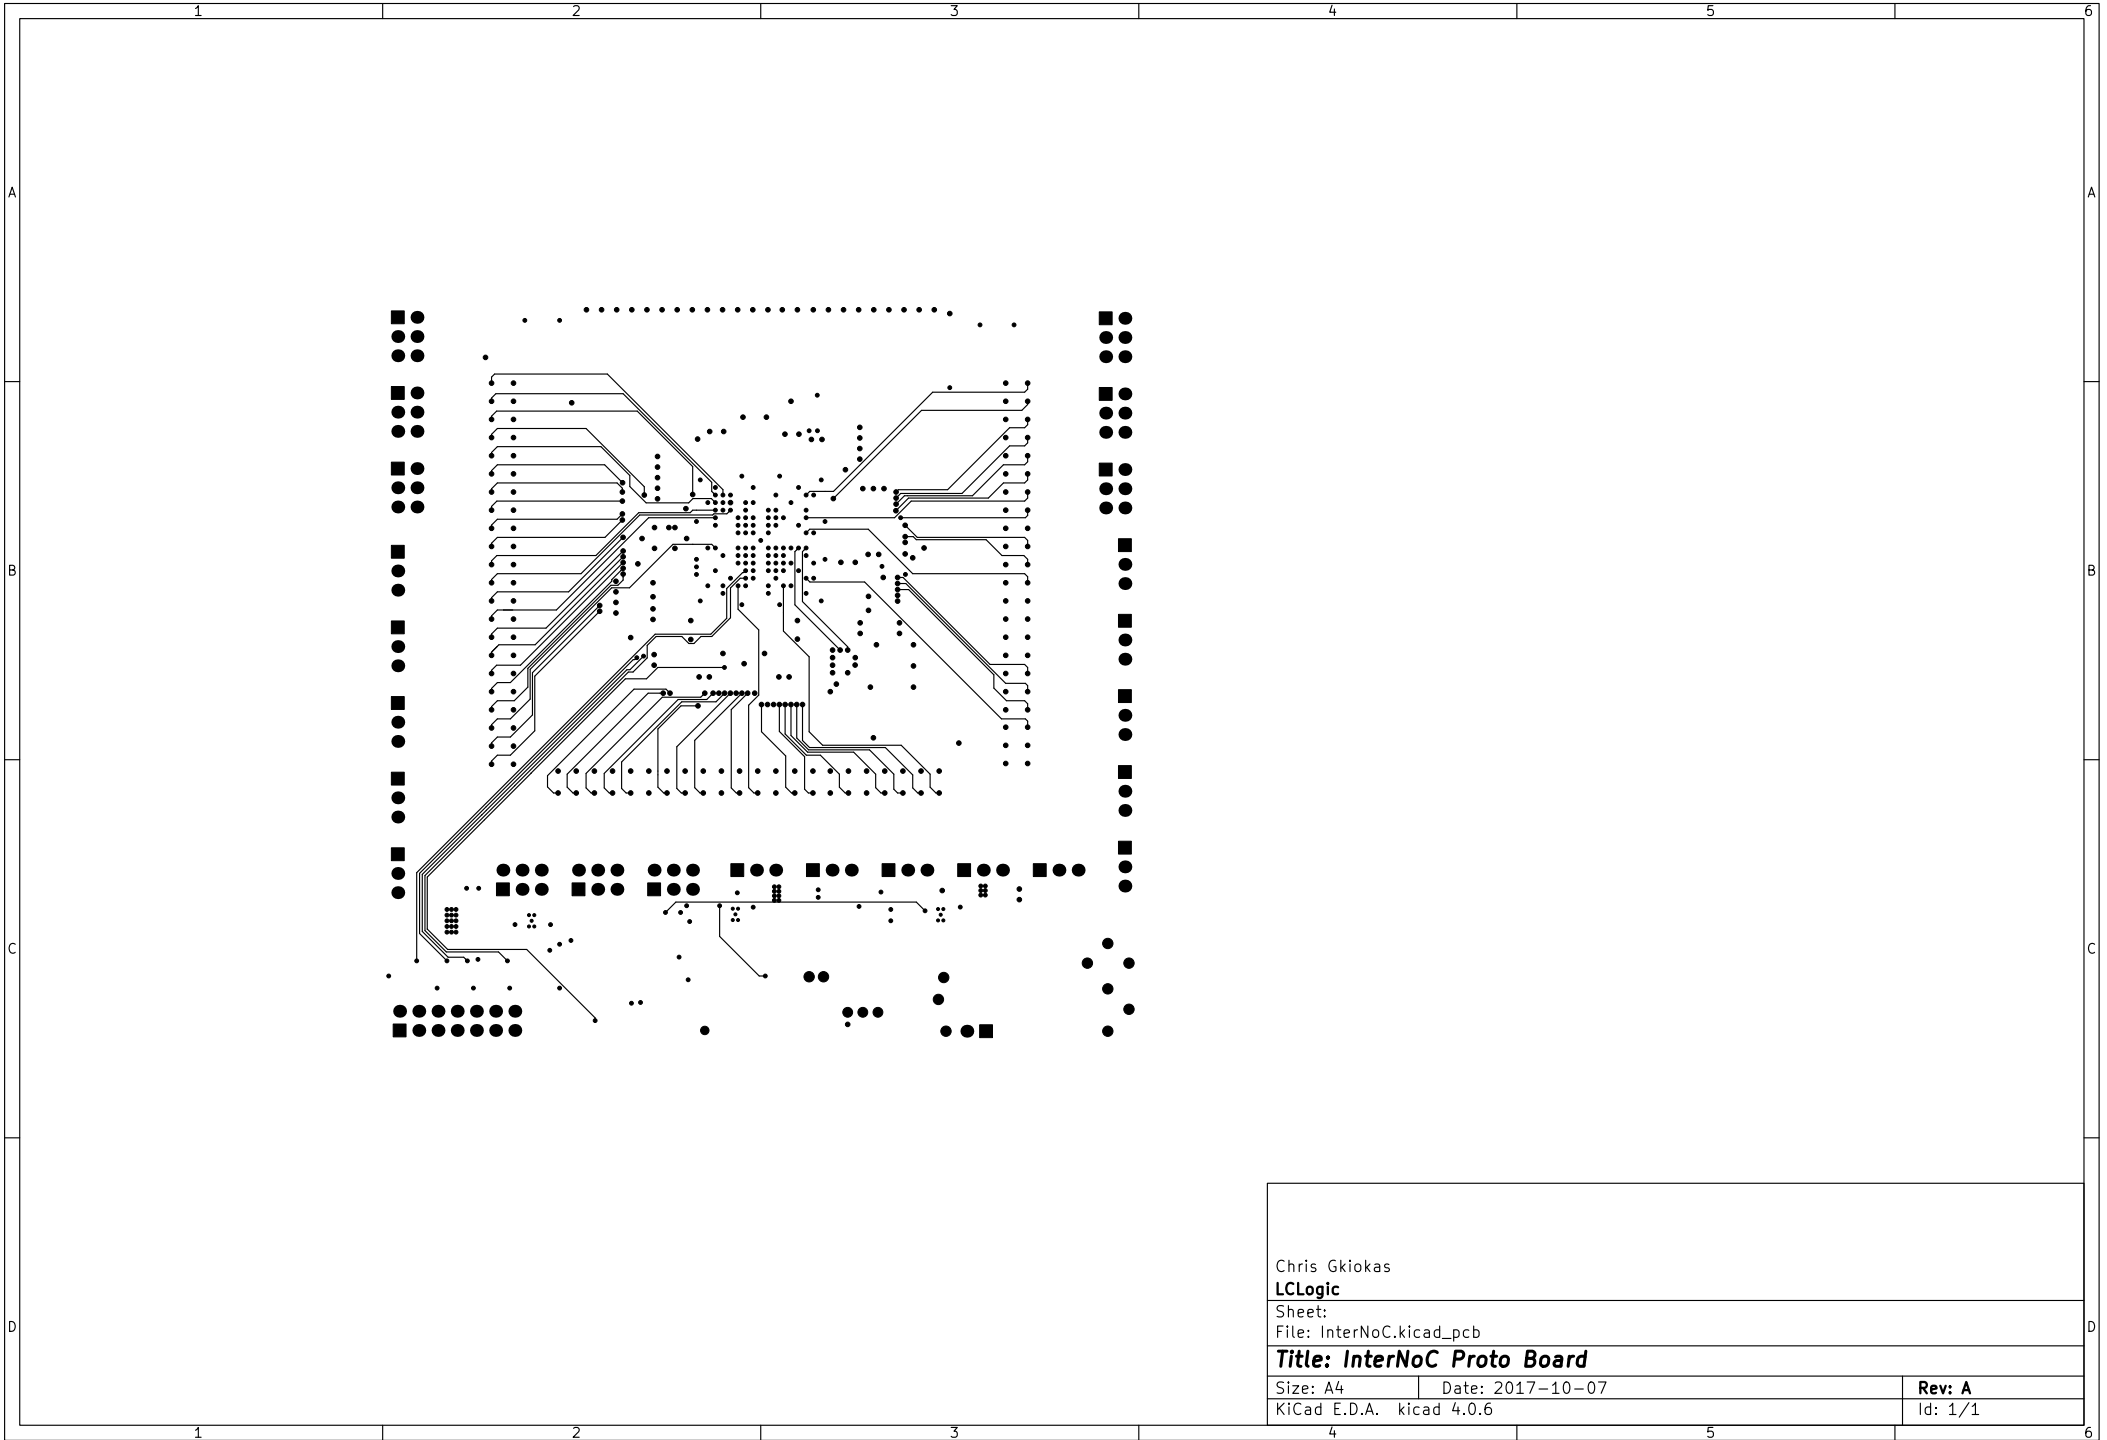 1 2 3 4 5 6
A A
B B
C C
Chris Gkiokas
LCLogic
Sheet:
File: InterNoC.kicad_pcb
D D
Title: InterNoC Proto Board
Size: A4 Date: 2017-10-07 Rev: A
KiCad E.D.A. kicad 4.0.6 Id: 1/1
1 2 3 4 5 6